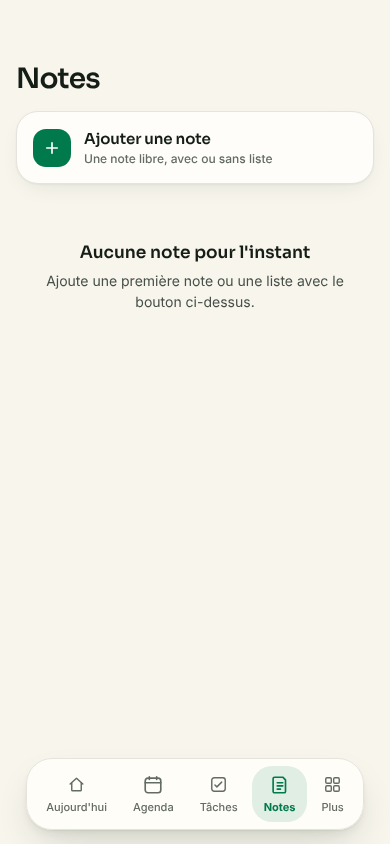 Notes
Ajouter une note
Une note libre, avec ou sans liste
Aucune note pour l'instant
Ajoute une première note ou une liste avec le
bouton ci-dessus.
Aujourd'hui
Agenda
Tâches
Notes
Plus